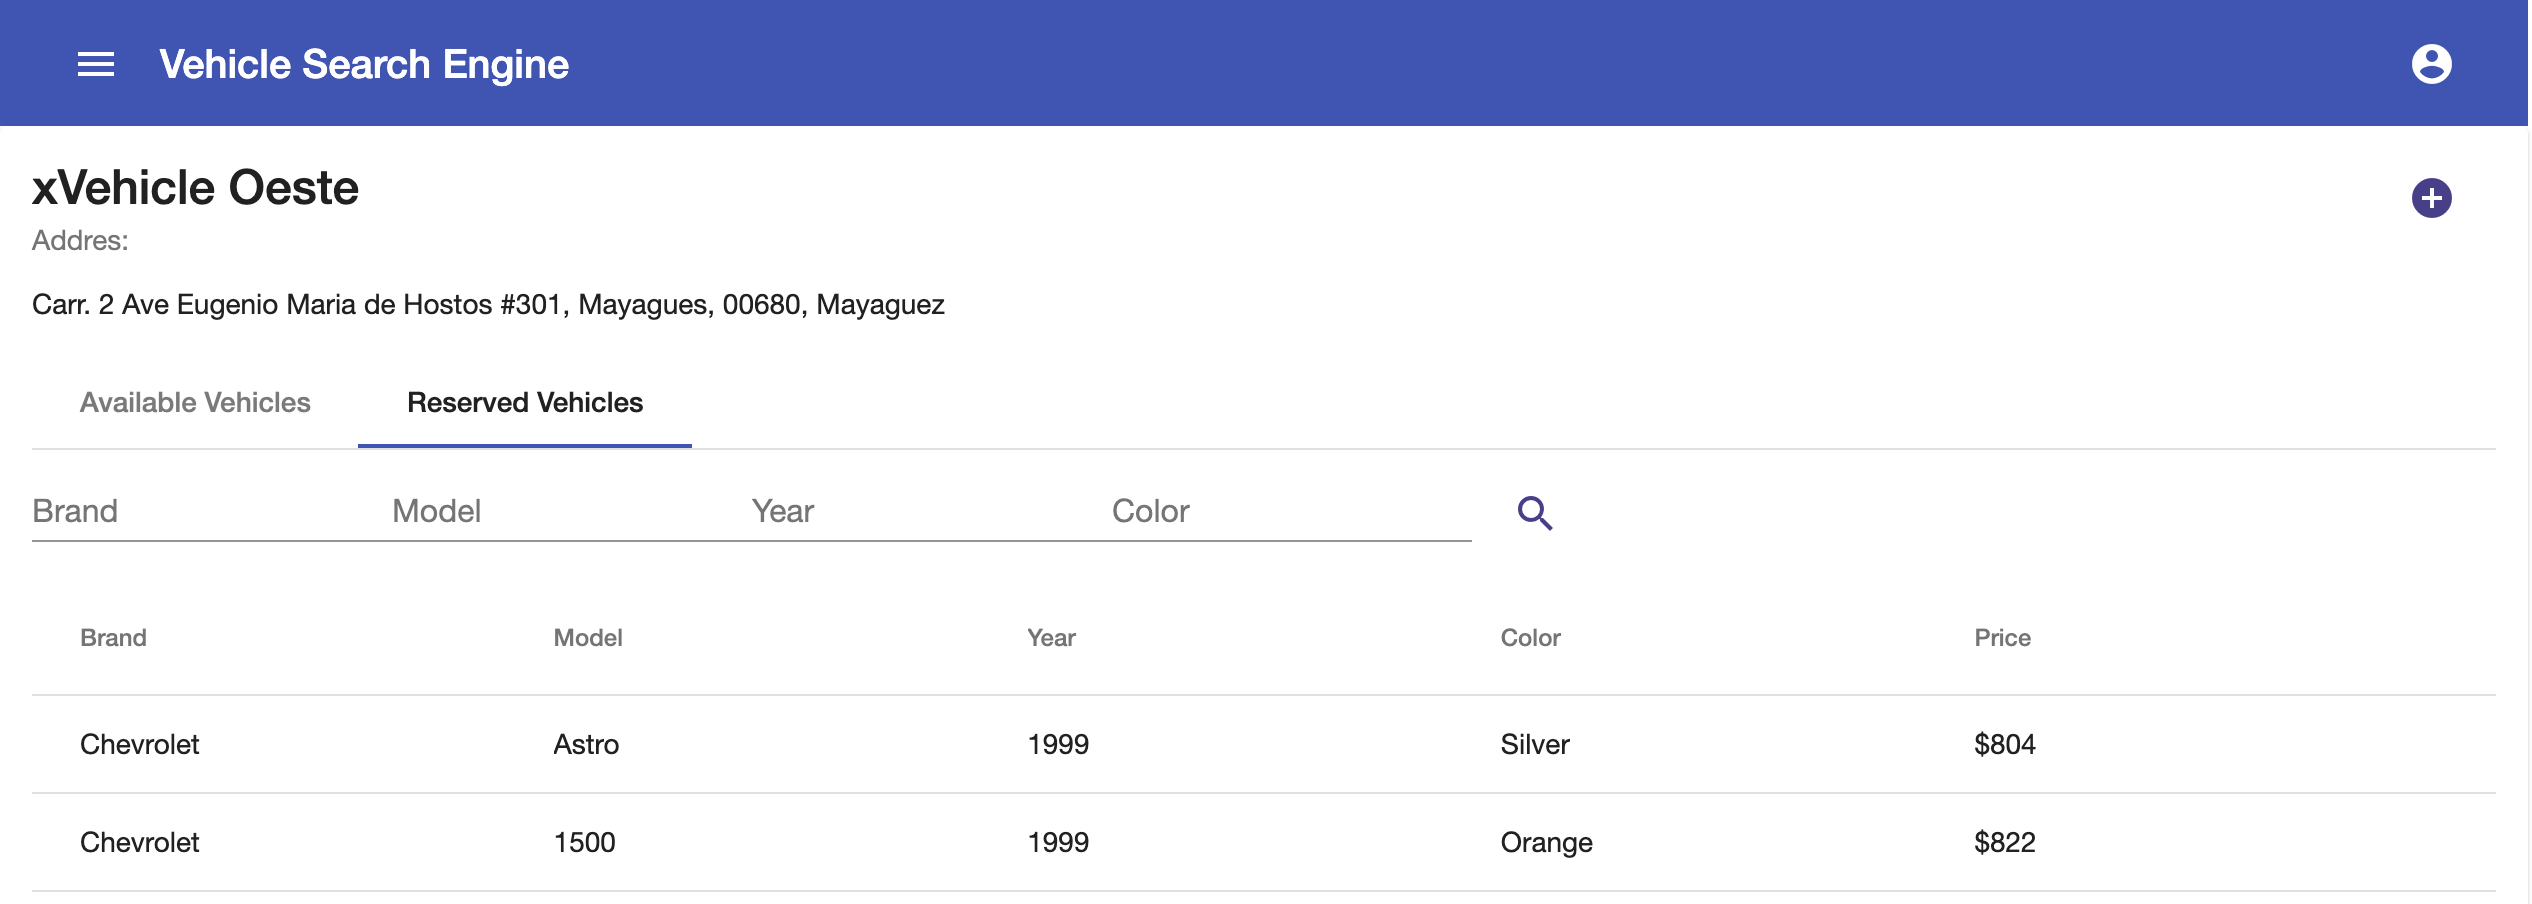 Vehicle Search Engine
xVehicle Oeste
Addres:
Carr. 2 Ave Eugenio Maria de Hostos #301, Mayagues, 00680, Mayaguez
Available Vehicles Reserved Vehicles
Brand Model Year Color
Brand Model Year Color Price
Chevrolet Astro 1999 Silver $804
Chevrolet 1500 1999 Orange $822